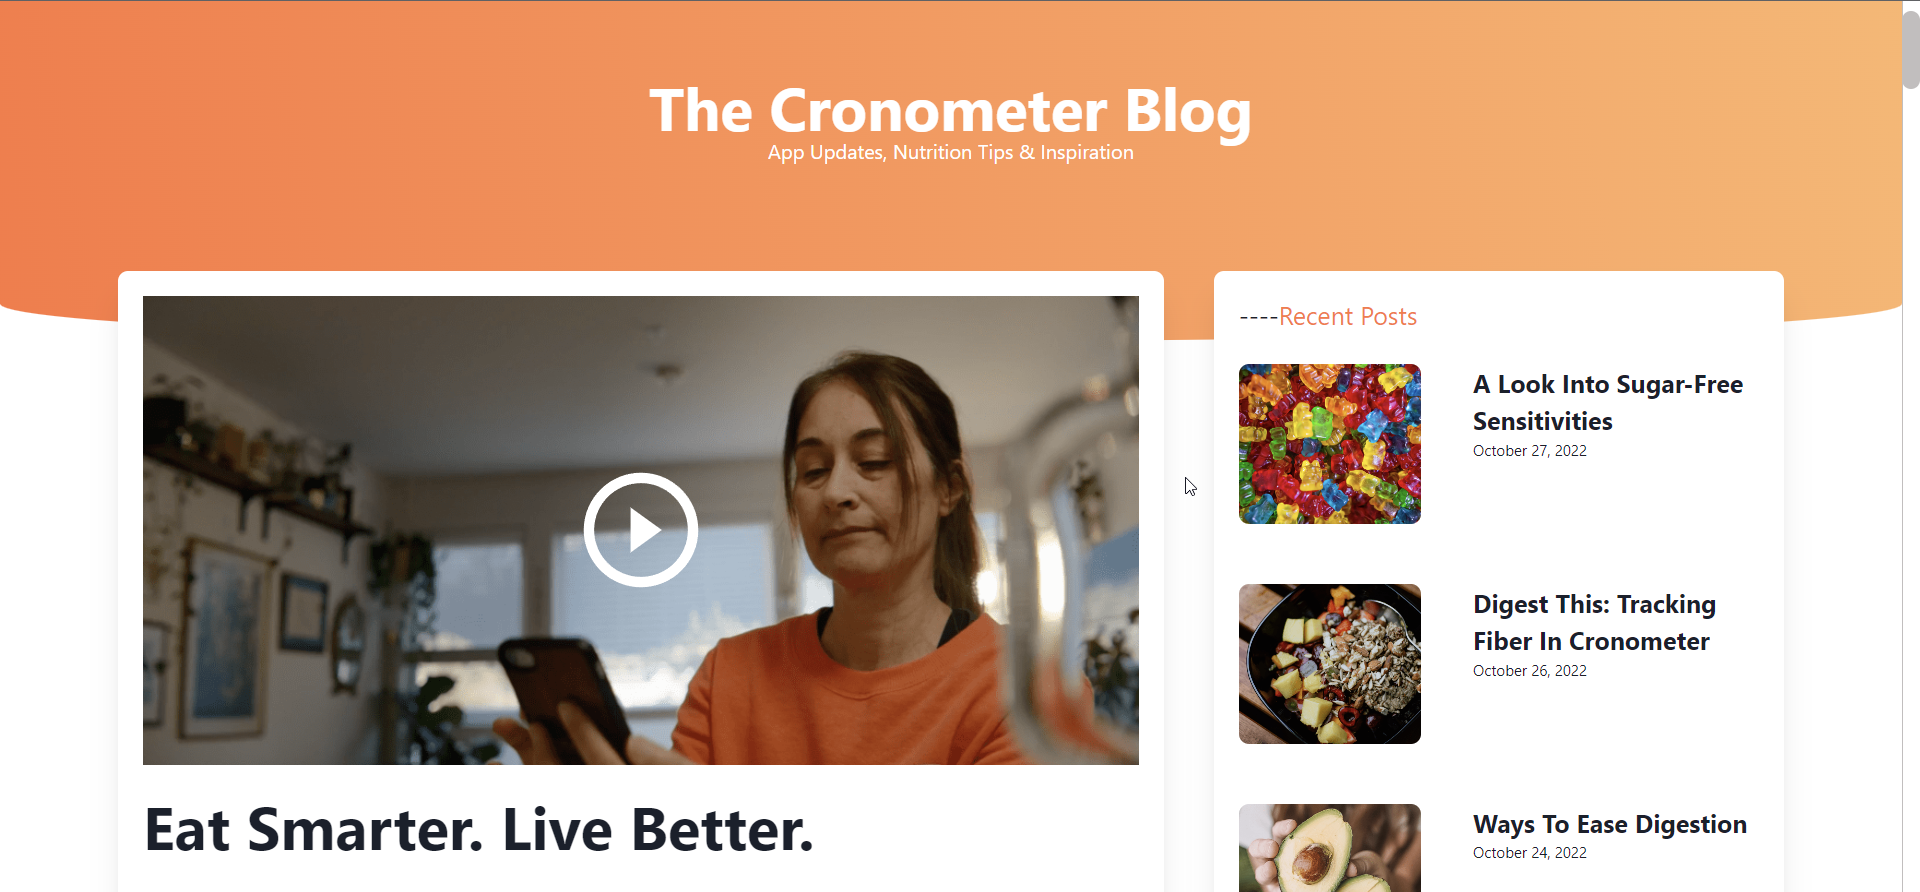 The Cronometer Blog
App Updates, Nutrition Tips & Inspiration
Eat Smarter. Live Better.
----Recent Posts
A Look Into Sugar-Free
Sensitivities
October 27, 2022
Digest This: Tracking
Fiber In Cronometer
October 26, 2022
Ways To Ease Digestion
October 24, 2022